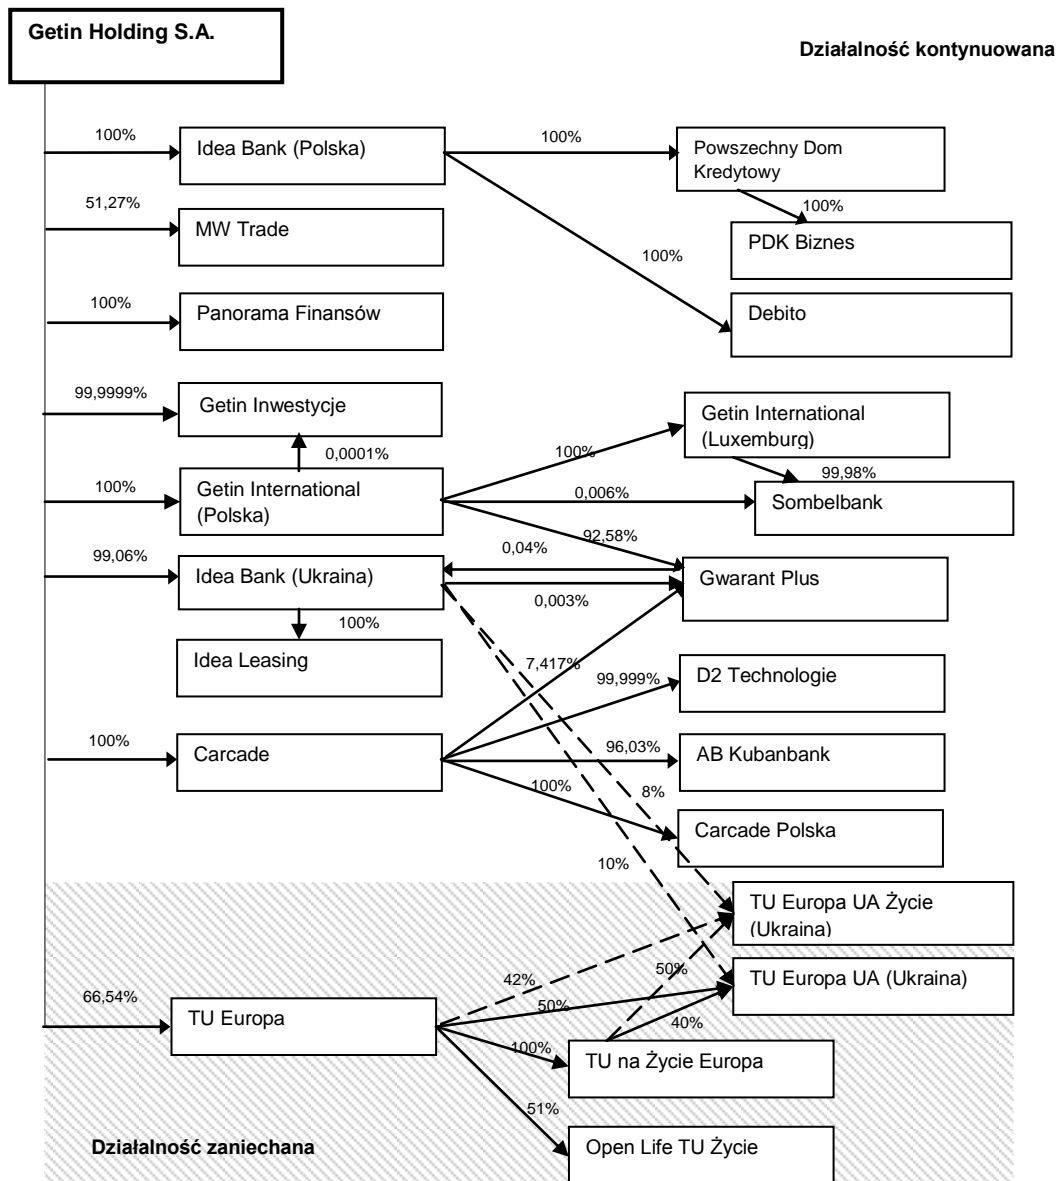 Getin Holding S.A.
Działalność kontynuowana
100%
Idea Bank (Polska)
100%
Powszechny Dom
Kredytowy
51,27%
MW Trade
100%
PDK Biznes
100%
100%
Panorama Finansów
Debito
99,9999%
Getin Inwestycje
Getin International
(Luxemburg)
0,0001%
100%
99,98%
100%
Getin International
(Polska)
0,006%
Sombelbank
92,58%
99,06%
0,04%
Idea Bank (Ukraina)
Gwarant Plus
0,003%
100%
Idea Leasing
7,417%
99,999%
D2 Technologie
100%
Carcade
96,03%
AB Kubanbank
100%
8%
Carcade Polska
10%
TU Europa UA Życie
(Ukraina)
42%
50%
TU Europa UA (Ukraina)
66,54%
TU Europa
50%
40%
100%
TU na Życie Europa
51%
Działalność zaniechana
Open Life TU Życie